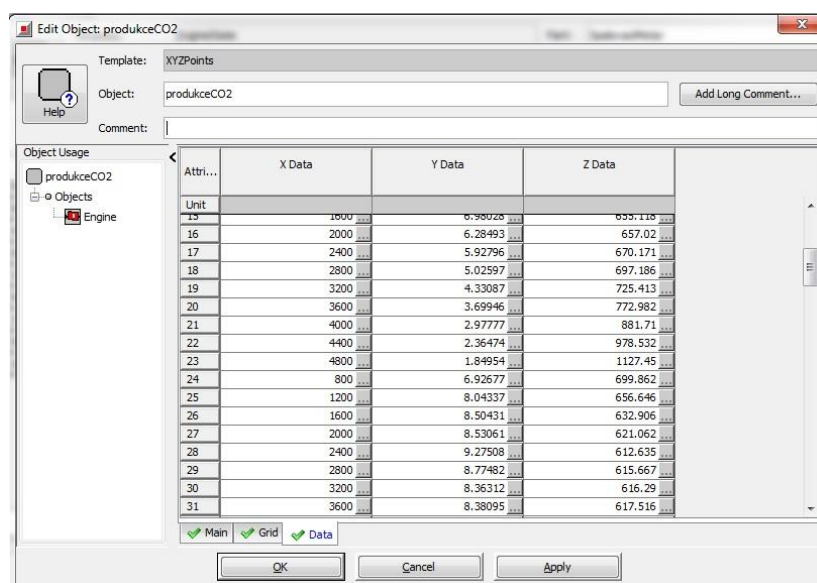 Edit Object: produkceCO2
Template: XYZPoints
Help
Object: produkceCO2 Add Long Comment...
Comment:
Object Usage
produkceCO2
Objects
Engine
Attri... X Data Y Data Z Data
Unit
15 1600 ... 6.98028 ... 655.118 ...
16 2000 ... 6.28493 ... 657.02 ...
17 2400 ... 5.92796 ... 670.171 ...
18 2800 ... 5.02597 ... 697.186 ...
19 3200 ... 4.33087 ... 725.413 ...
20 3600 ... 3.69946 ... 772.982 ...
21 4000 ... 2.97777 ... 881.71 ...
22 4400 ... 2.36474 ... 978.532 ...
23 4800 ... 1.84954 ... 1127.45 ...
24 800 ... 6.92677 ... 699.862 ...
25 1200 ... 8.04337 ... 656.646 ...
26 1600 ... 8.50431 ... 632.906 ...
27 2000 ... 8.53061 ... 621.062 ...
28 2400 ... 9.27508 ... 612.635 ...
29 2800 ... 8.77482 ... 615.667 ...
30 3200 ... 8.36312 ... 616.29 ...
31 3600 ... 8.38095 ... 617.516 ...
Main Grid Data
OK Cancel Apply